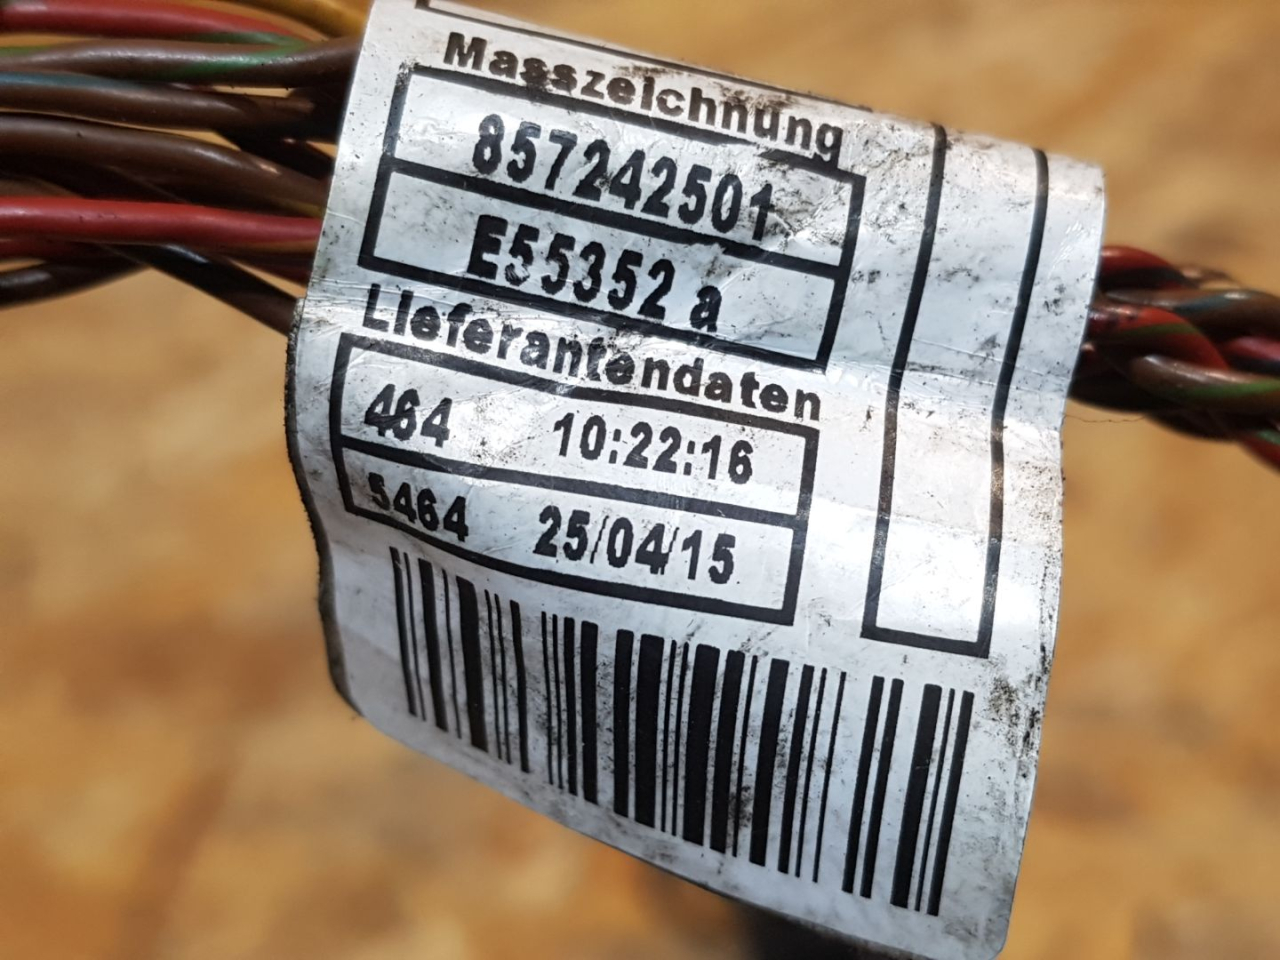 Masszeichnung
857242501
E55352 a
Lieferantendaten
464 10:22:16
5464 25/04/15